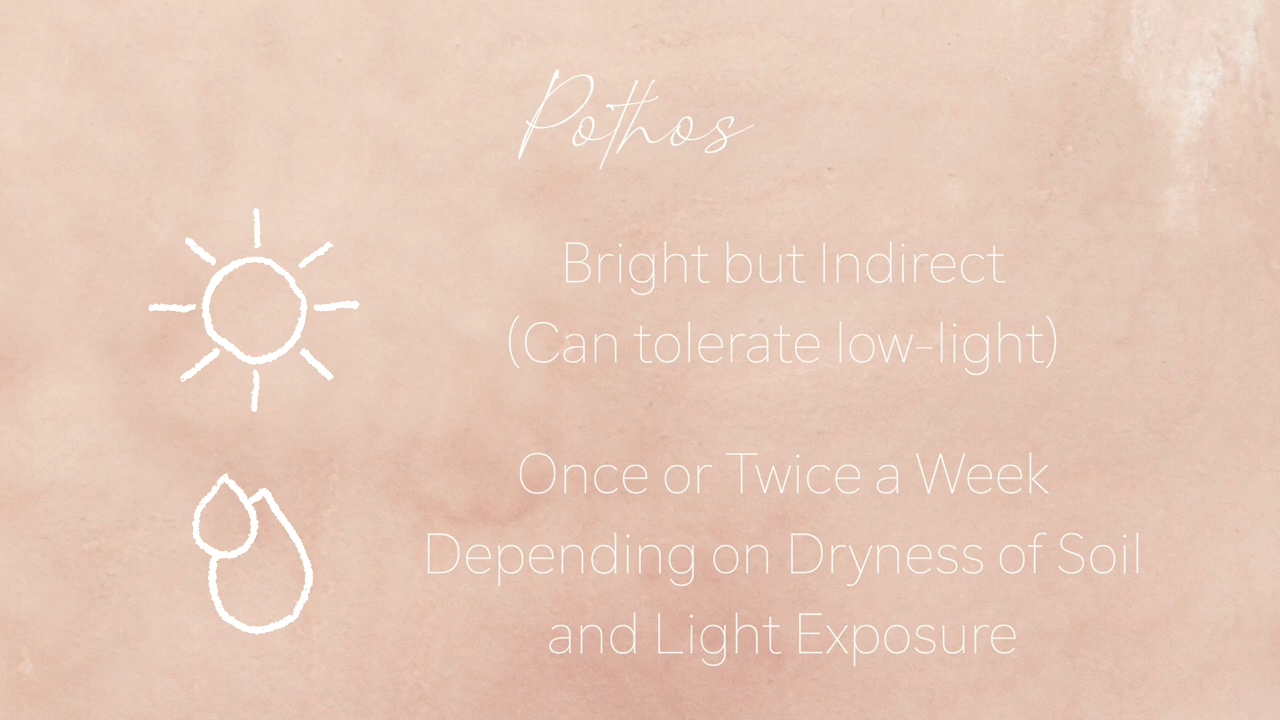 Pothos
Bright but Indirect
(Can tolerate low-light)
Once or Twice a Week
Depending on Dryness of Soil
and Light Exposure